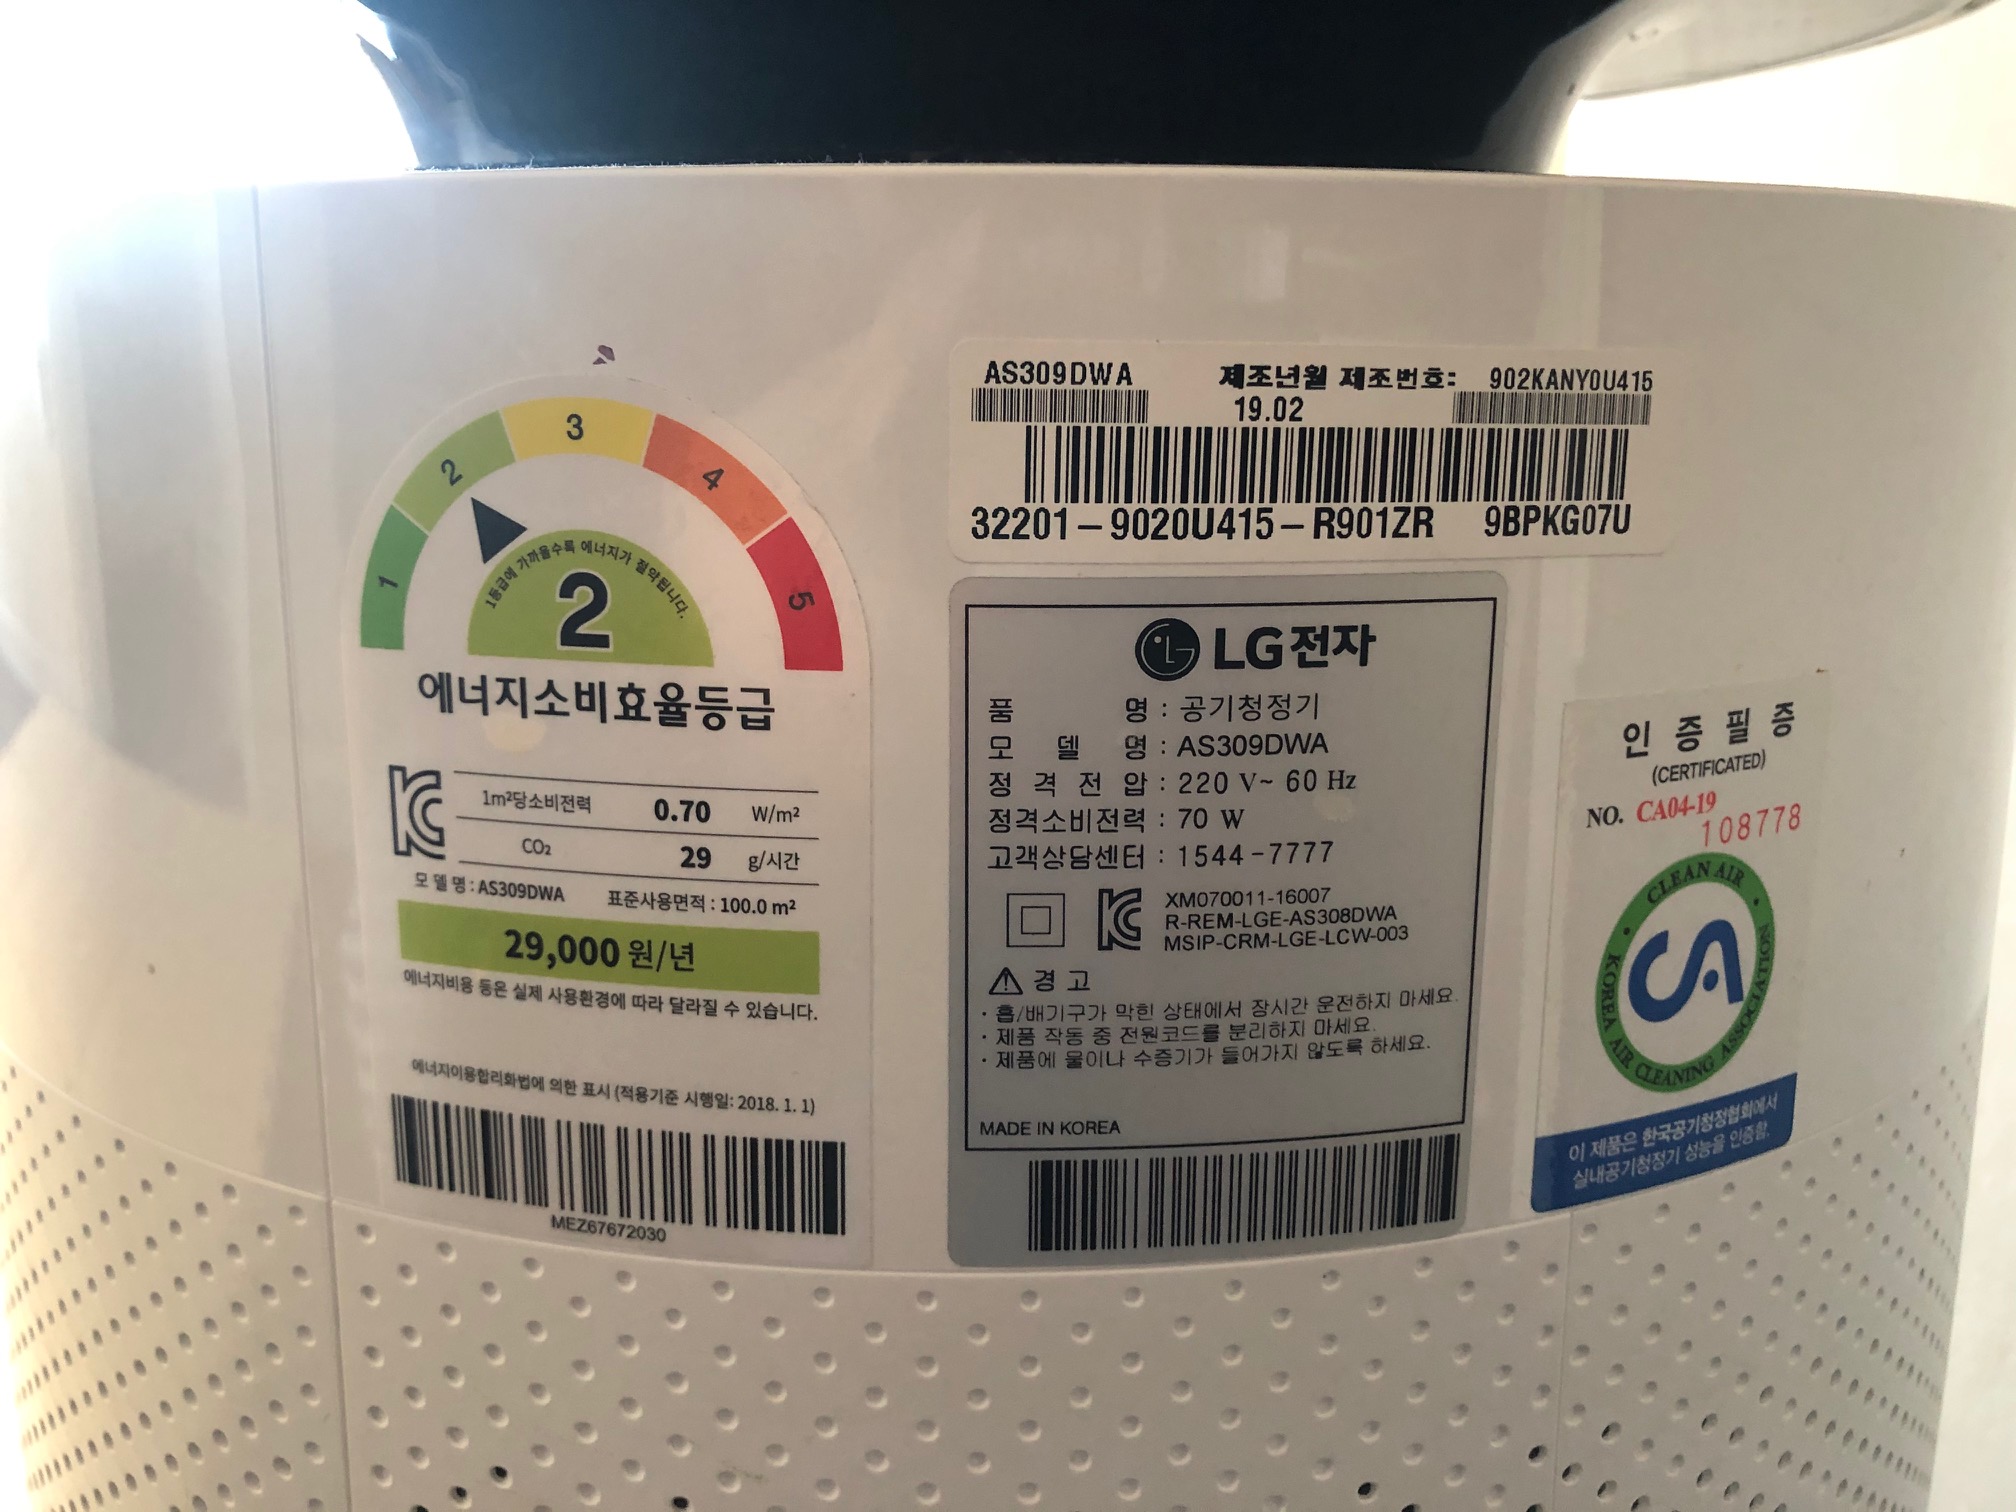 1
2
3
4
5
1등급에 가까울수록 에너지가 절약됩니다.
2
에너지소비효율등급
1m²당소비전력 0.70 W/m²
CO₂ 29 g/시간
모델명 : AS309DWA 표준사용면적 : 100.0 m²
29,000 원/년
에너지비용 등은 실제 사용환경에 따라 달라질 수 있습니다.
에너지이용합리화법에 의한 표시 (적용기준 시행일: 2018. 1. 1)
MEZ67672030
AS309DWA 제조년월 제조번호: 902KANY0U415
19.02
32201-9020U415-R901ZR 9BPKG07U
LG전자
품 명 : 공기청정기
모 델 명 : AS309DWA
정 격 전 압 : 220 V~ 60 Hz
정격소비전력 : 70 W
고객상담센터 : 1544-7777
XM070011-16007
R-REM-LGE-AS308DWA
MSIP-CRM-LGE-LCW-003
경 고
· 흡/배기구가 막힌 상태에서 장시간 운전하지 마세요.
· 제품 작동 중 전원코드를 분리하지 마세요.
· 제품에 물이나 수증기가 들어가지 않도록 하세요.
MADE IN KOREA
인 증 필 증
(CERTIFICATED)
NO. CA04-19
108778
CLEAN AIR
KOREA AIR CLEANING ASSOCIATION
CA
이 제품은 한국공기청정협회에서
실내공기청정기 성능을 인증함.